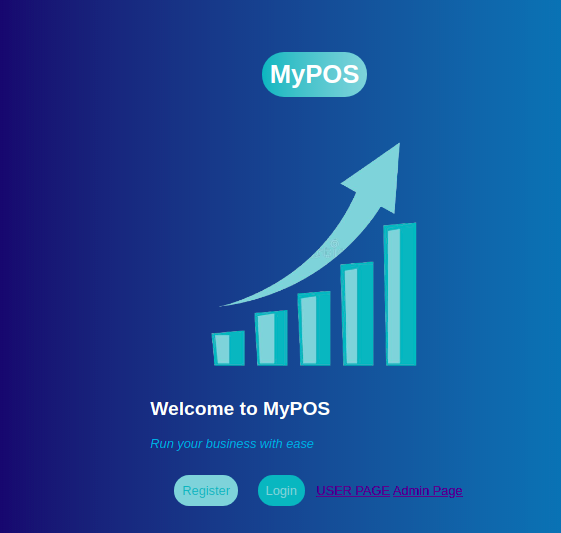 MyPOS
Welcome to MyPOS
Run your business with ease
Register Login USER PAGE Admin Page